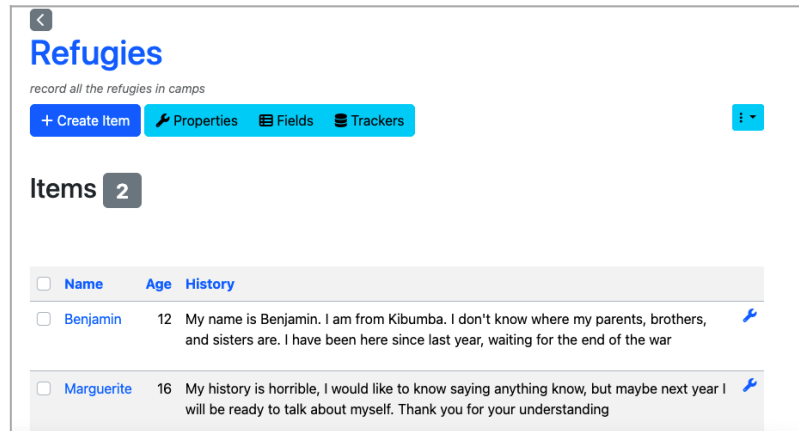 Refugies
record all the refugies in camps
+ Create Item Properties Fields Trackers
Items 2
Name Age History
Benjamin 12 My name is Benjamin. I am from Kibumba. I don't know where my parents, brothers,
and sisters are. I have been here since last year, waiting for the end of the war
Marguerite 16 My history is horrible, I would like to know saying anything know, but maybe next year I
will be ready to talk about myself. Thank you for your understanding